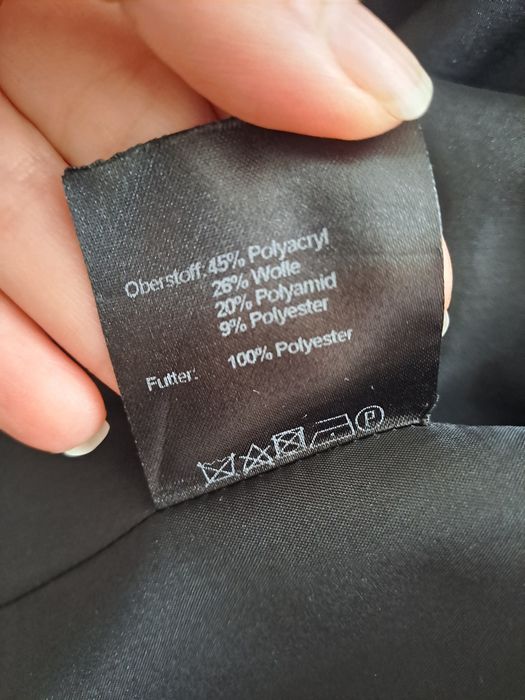 Oberstoff: 45% Polyacryl
26% Wolle
20% Polyamid
9% Polyester
Futter: 100% Polyester
P